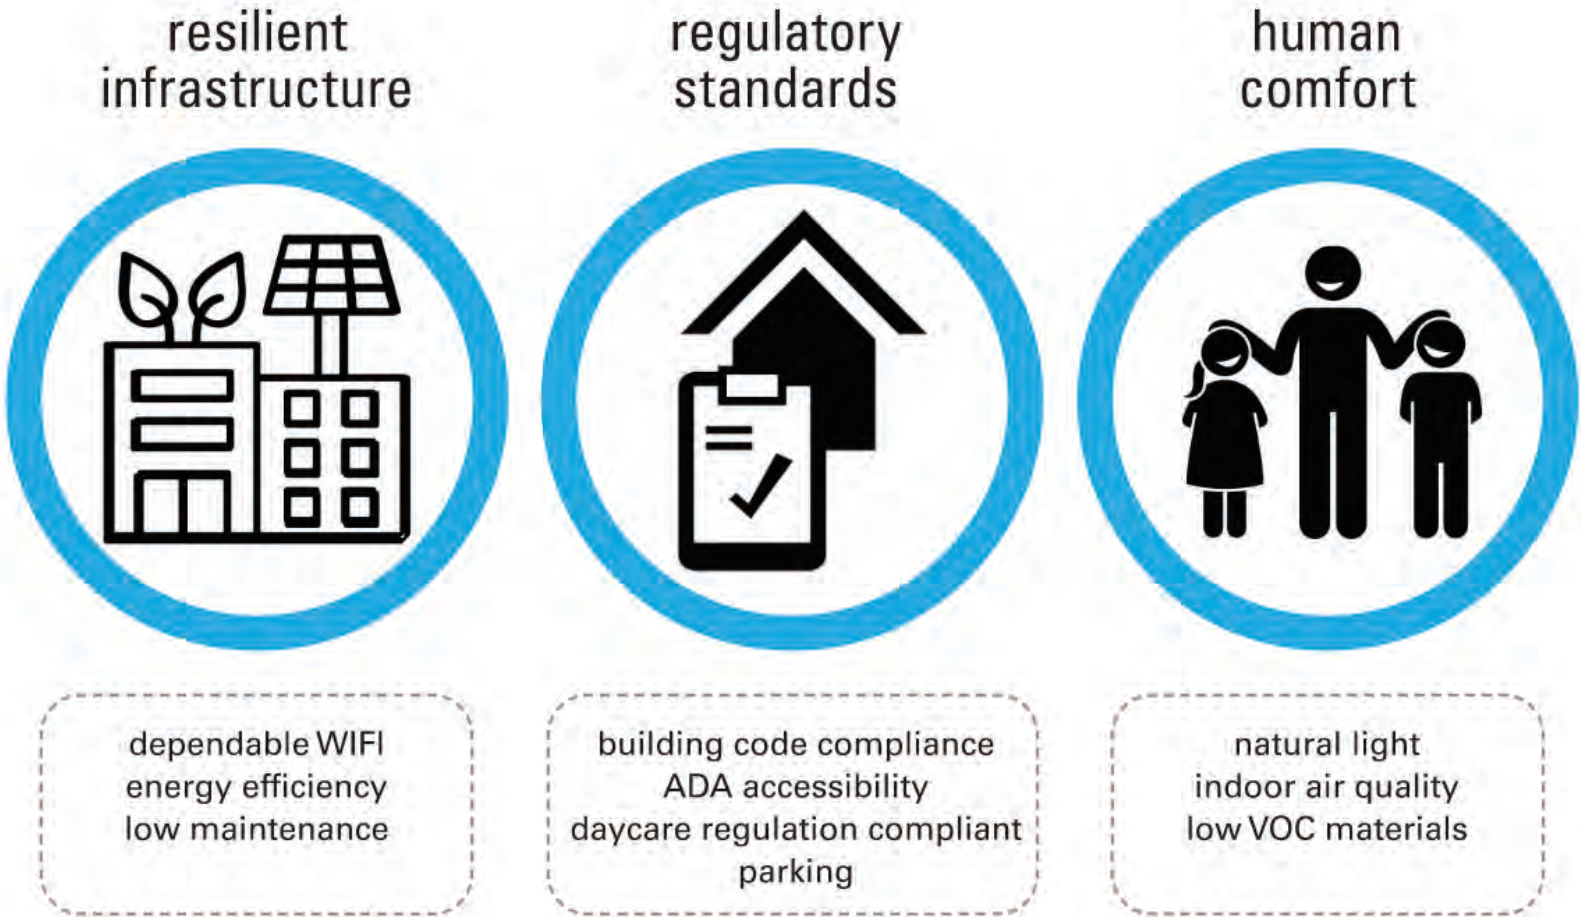 resilient
infrastructure
regulatory
standards
human
comfort
dependable WIFI
energy efficiency
low maintenance
building code compliance
ADA accessibility
daycare regulation compliant
parking
natural light
indoor air quality
low VOC materials